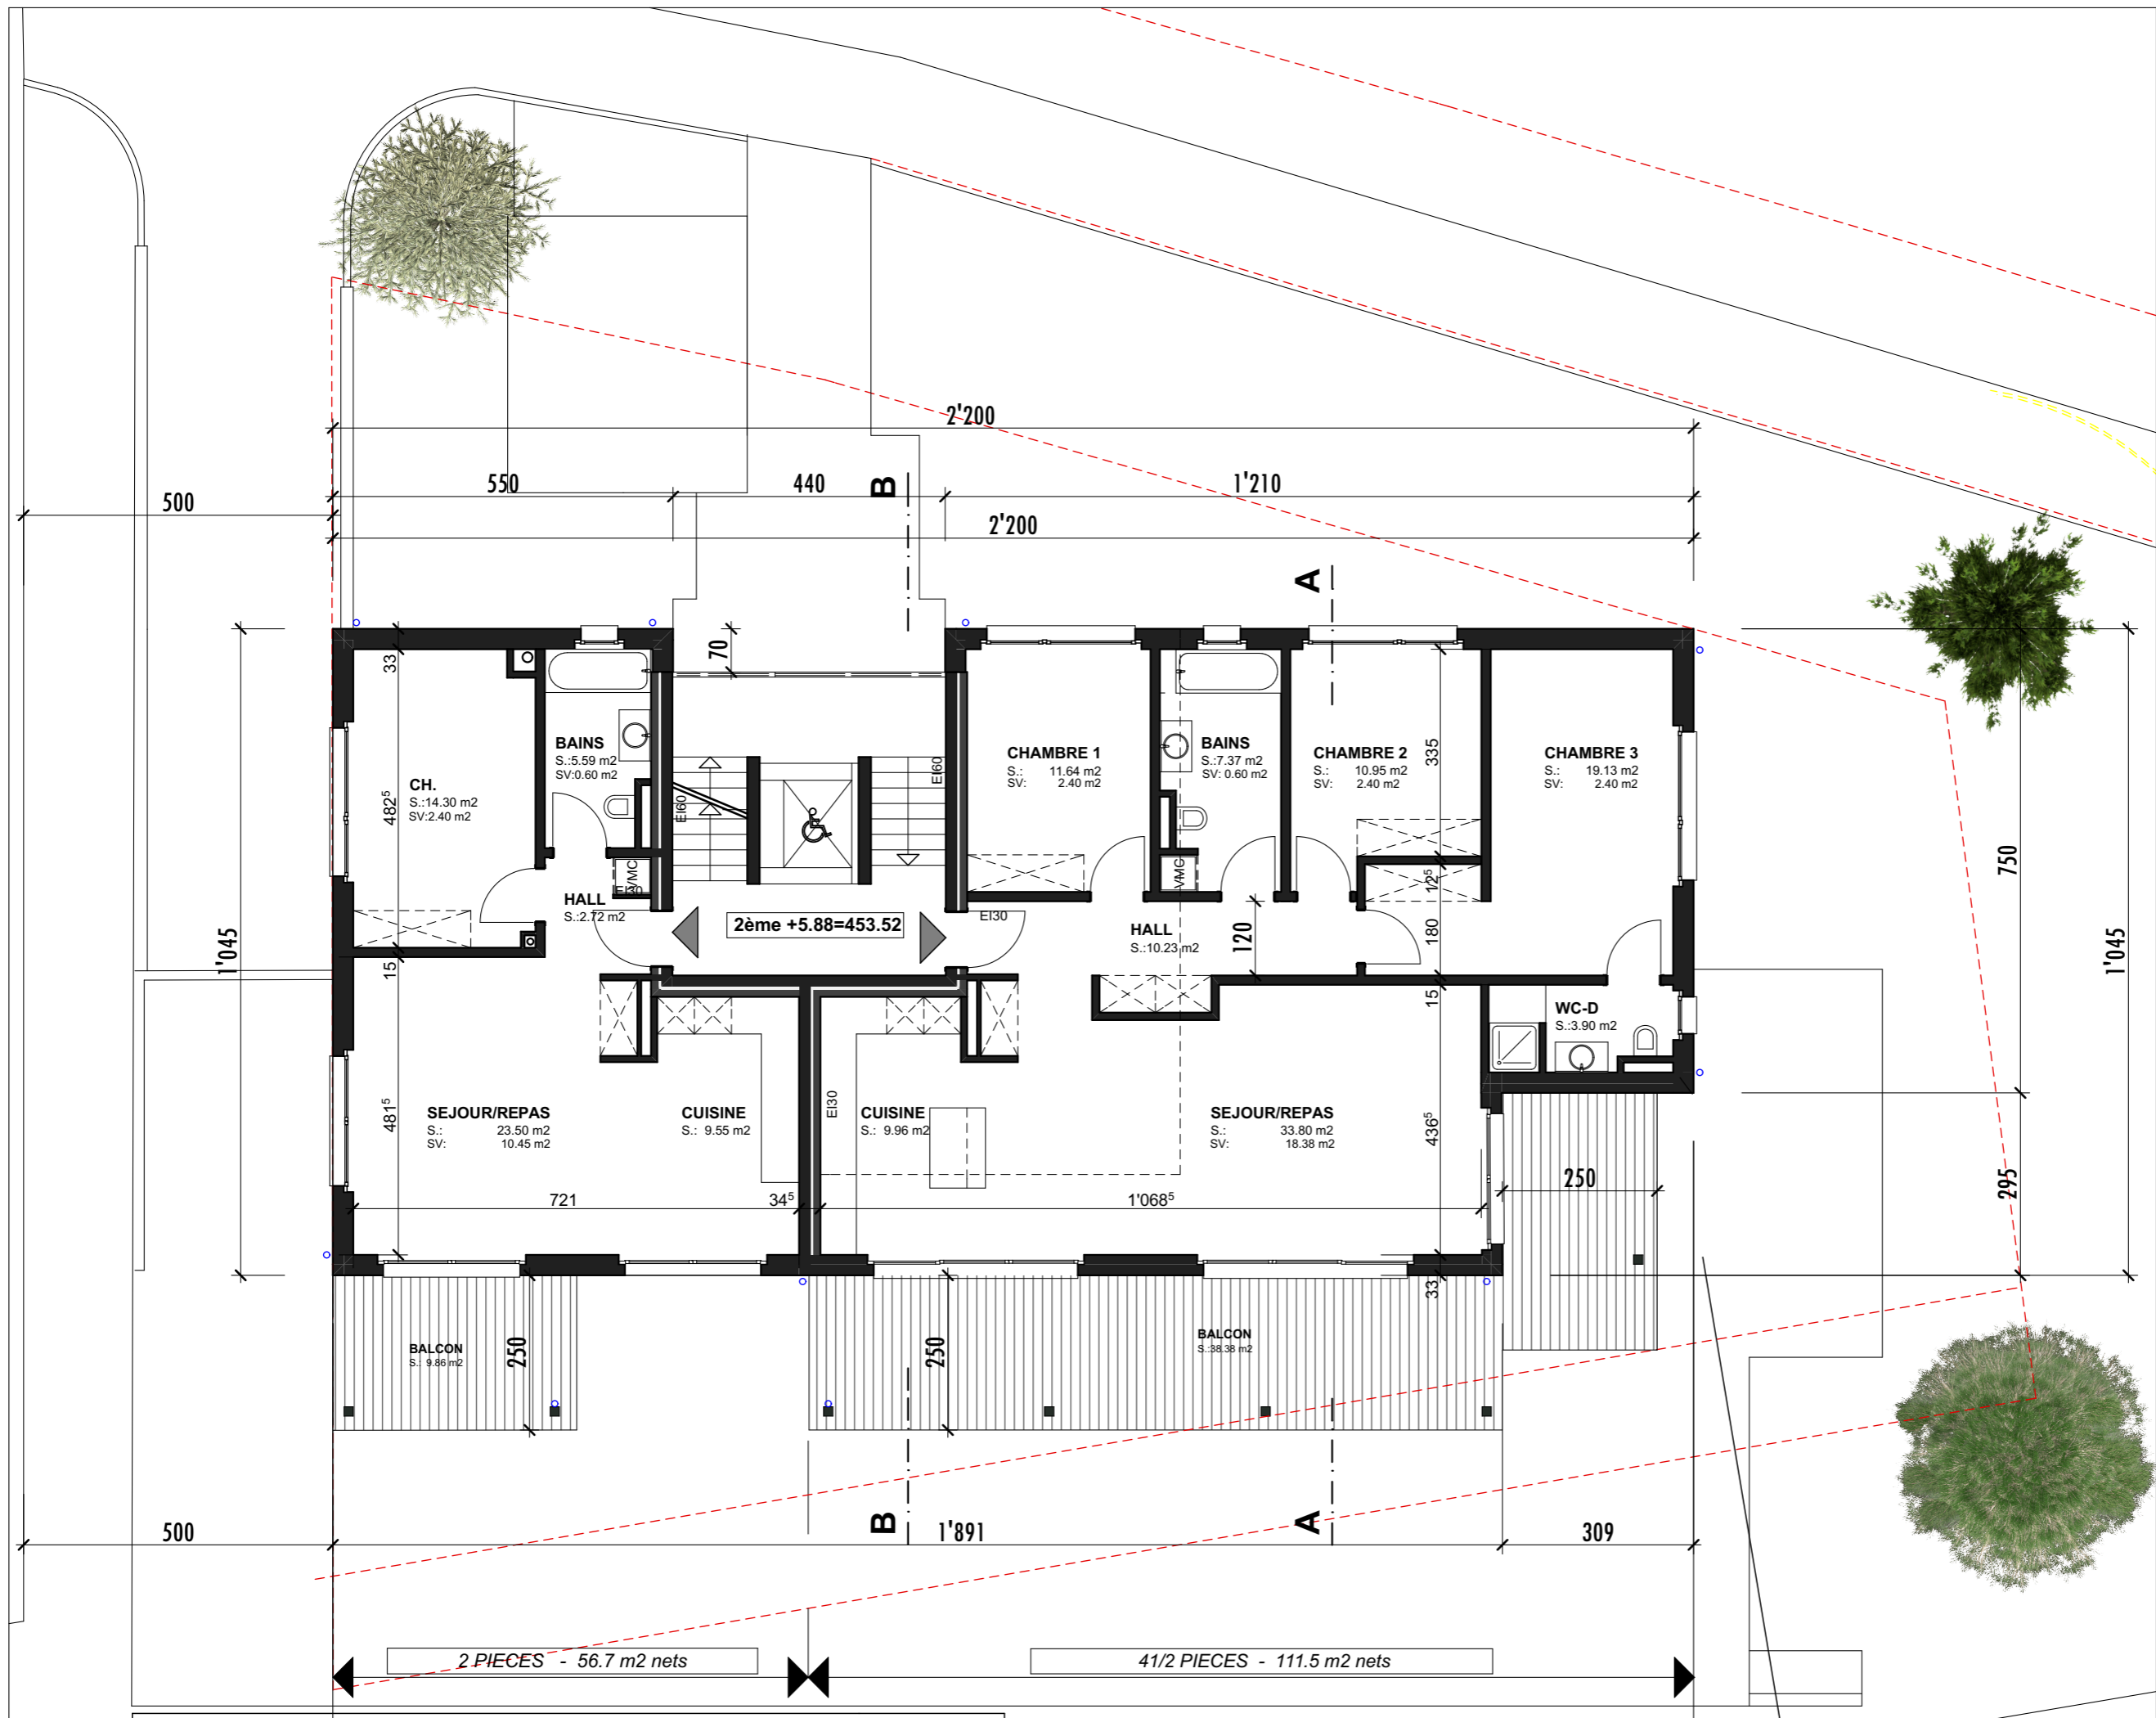 2'200
550
440
B
1'210
500
2'200
A
70
33
335
BAINS
S.:5.59 m2
SV:0.60 m2
CH.
S.:14.30 m2
SV:2.40 m2
482⁵
EI60
EI60
CHAMBRE 1
S.: 11.64 m2
SV: 2.40 m2
BAINS
S.:7.37 m2
SV: 0.60 m2
CHAMBRE 2
S.: 10.95 m2
SV: 2.40 m2
CHAMBRE 3
S.: 19.13 m2
SV: 2.40 m2
750
VMC
EI30
VMC
12⁵
HALL
S.:2.72 m2
2ème +5.88=453.52
EI30
HALL
S.:10.23 m2
120
180
1'045
1'045
15
15
WC-D
S.:3.90 m2
EI30
481⁵
SEJOUR/REPAS
S.: 23.50 m2
SV: 10.45 m2
CUISINE
S.: 9.55 m2
CUISINE
S.: 9.96 m2
SEJOUR/REPAS
S.: 33.80 m2
SV: 18.38 m2
436⁵
250
295
721
34⁵
1'068⁵
33
BALCON
S.: 9.86 m2
250
250
BALCON
S.:38.38 m2
500
B
1'891
A
309
2 PIECES - 56.7 m2 nets
41/2 PIECES - 111.5 m2 nets